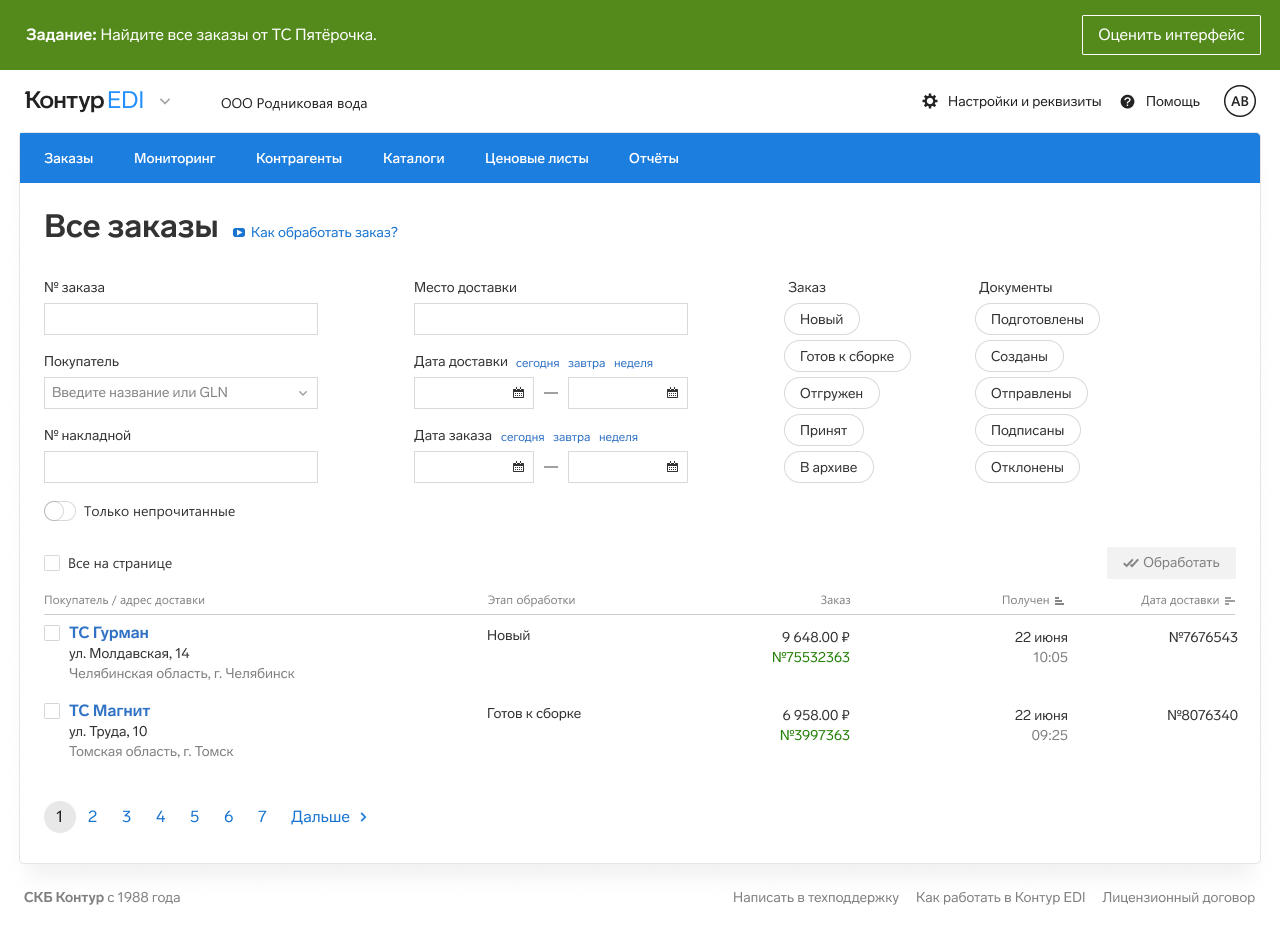 Задание: Найдите все заказы от ТС Пятёрочка.
Оценить интерфейс
Контур EDI
ООО Родниковая вода
Настройки и реквизиты
Помощь
АВ
Заказы Мониторинг Контрагенты Каталоги Ценовые листы Отчёты
Все заказы
Как обработать заказ?
№ заказа
Место доставки
Заказ
Документы
Новый
Подготовлены
Покупатель
Дата доставки сегодня завтра неделя
Готов к сборке
Созданы
Введите название или GLN
Отгружен
Отправлены
№ накладной
Дата заказа сегодня завтра неделя
Принят
Подписаны
В архиве
Отклонены
Только непрочитанные
Все на странице
Обработать
Покупатель / адрес доставки Этап обработки Заказ Получен Дата доставки
ТС Гурман Новый 9 648.00 ₽ 22 июня №7676543
ул. Молдавская, 14 №75532363 10:05
Челябинская область, г. Челябинск
ТС Магнит Готов к сборке 6 958.00 ₽ 22 июня №8076340
ул. Труда, 10 №3997363 09:25
Томская область, г. Томск
1 2 3 4 5 6 7 Дальше
СКБ Контур с 1988 года
Написать в техподдержку Как работать в Контур EDI Лицензионный договор